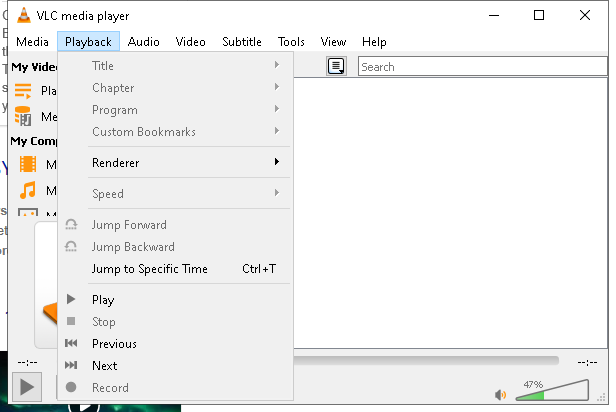 VLC media player
Media Playback Audio Video Subtitle Tools View Help
My Vide
Pla
Me
My Comp
M
M
Search
Title
Chapter
Program
Custom Bookmarks
Renderer
Speed
Jump Forward
Jump Backward
Jump to Specific Time Ctrl+T
Play
Stop
Previous
Next
Record
--:-- --:--
47%